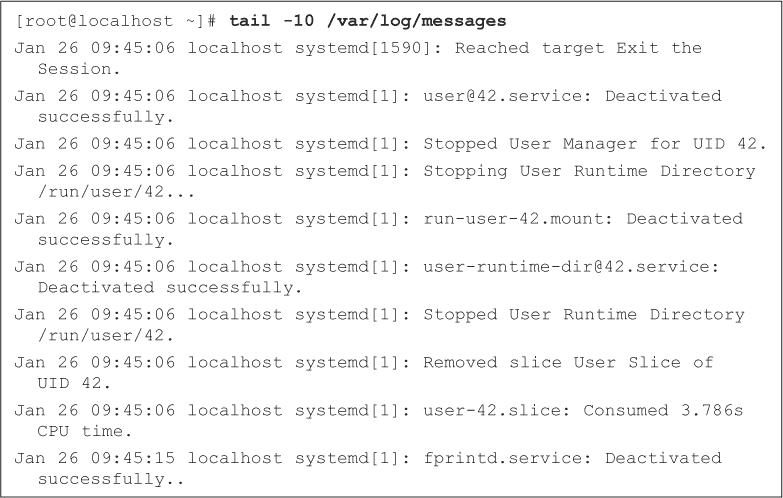 [root@localhost ~]# tail -10 /var/log/messages
Jan 26 09:45:06 localhost systemd[1590]: Reached target Exit the
Session.
Jan 26 09:45:06 localhost systemd[1]: user@42.service: Deactivated
successfully.
Jan 26 09:45:06 localhost systemd[1]: Stopped User Manager for UID 42.
Jan 26 09:45:06 localhost systemd[1]: Stopping User Runtime Directory
/run/user/42...
Jan 26 09:45:06 localhost systemd[1]: run-user-42.mount: Deactivated
successfully.
Jan 26 09:45:06 localhost systemd[1]: user-runtime-dir@42.service:
Deactivated successfully.
Jan 26 09:45:06 localhost systemd[1]: Stopped User Runtime Directory
/run/user/42.
Jan 26 09:45:06 localhost systemd[1]: Removed slice User Slice of
UID 42.
Jan 26 09:45:06 localhost systemd[1]: user-42.slice: Consumed 3.786s
CPU time.
Jan 26 09:45:15 localhost systemd[1]: fprintd.service: Deactivated
successfully..